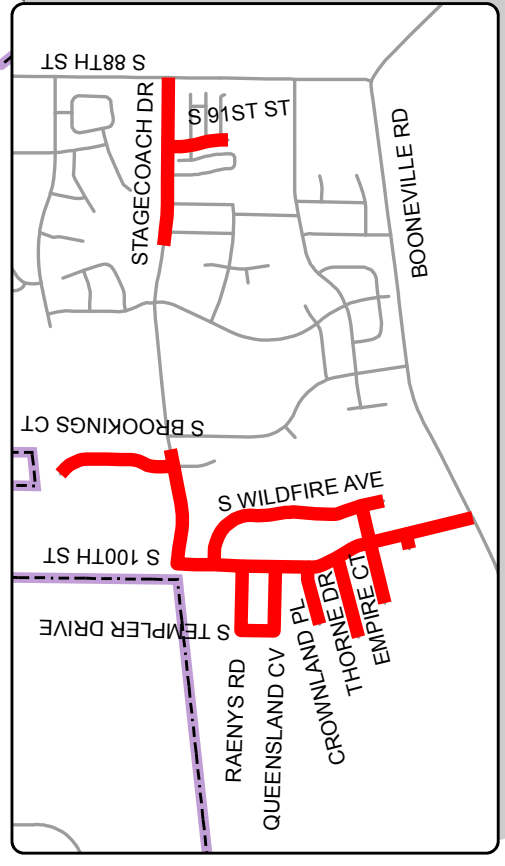 S 88TH ST
STAGECOACH DR
S 91ST ST
BOONEVILLE RD
S BROOKINGS CT
S WILDFIRE AVE
S 100TH ST
S TEMPLER DRIVE
RAENYS RD
QUEENSLAND CV
CROWNLAND PL
THORNE DR
EMPIRE CT